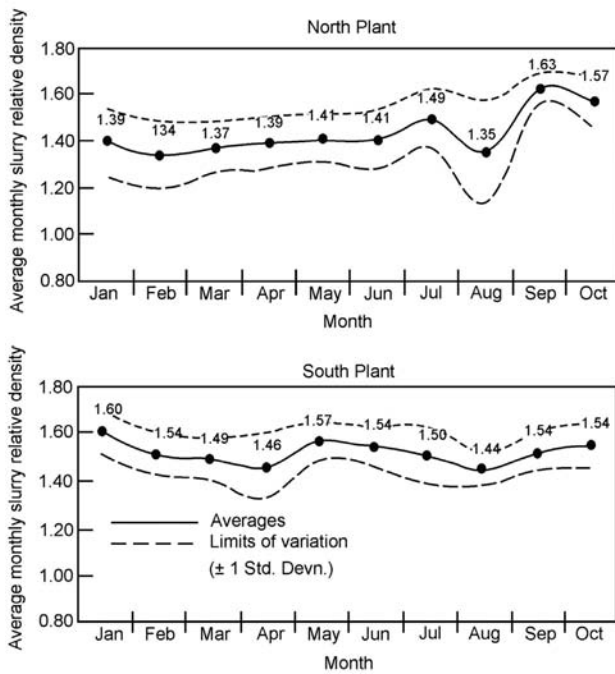 North Plant
Average monthly slurry relative density
1.80
1.60
1.40
1.20
1.00
0.80
1.39
134
1.37
1.39
1.41
1.41
1.49
1.35
1.63
1.57
Jan Feb Mar Apr May Jun Jul Aug Sep Oct
Month
South Plant
Average monthly slurry relative density
1.80
1.60
1.40
1.20
1.00
0.80
1.60
1.54
1.49
1.46
1.57
1.54
1.50
1.44
1.54
1.54
Averages
Limits of variation
(± 1 Std. Devn.)
Jan Feb Mar Apr May Jun Jul Aug Sep Oct
Month